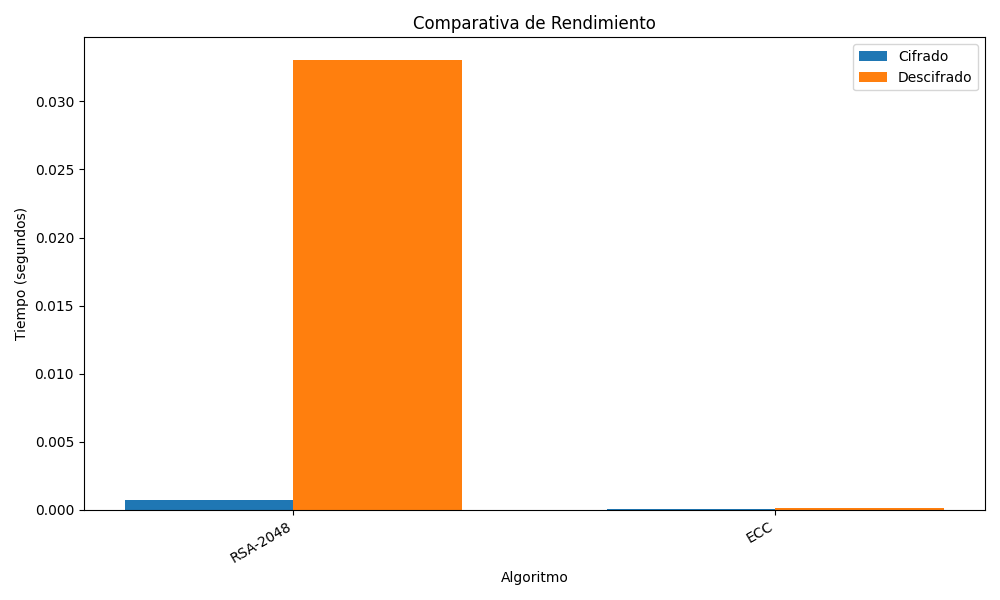 Comparativa de Rendimiento
Cifrado
Descifrado
Tiempo (segundos)
0.030
0.025
0.020
0.015
0.010
0.005
0.000
RSA-2048
ECC
Algoritmo